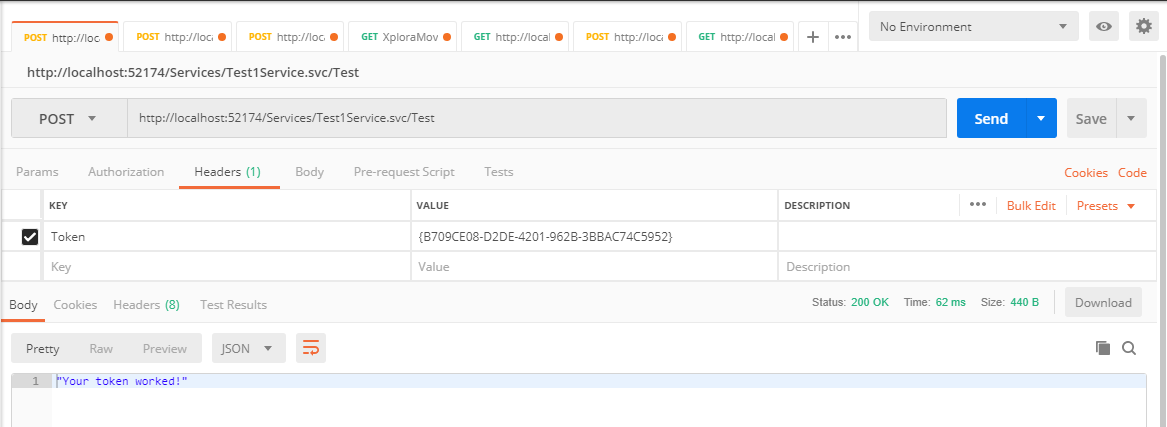 POST http://loc POST http://loc POST http://loc GET XploraMov GET http://local POST http://loc GET http://local + ••• No Environment
http://localhost:52174/Services/Test1Service.svc/Test
POST http://localhost:52174/Services/Test1Service.svc/Test Send Save
Params Authorization Headers (1) Body Pre-request Script Tests Cookies Code
KEY VALUE DESCRIPTION ••• Bulk Edit Presets
Token {B709CE08-D2DE-4201-962B-3BBAC74C5952}
Key Value Description
Body Cookies Headers (8) Test Results Status: 200 OK Time: 62 ms Size: 440 B Download
Pretty Raw Preview JSON
1 "Your token worked!"